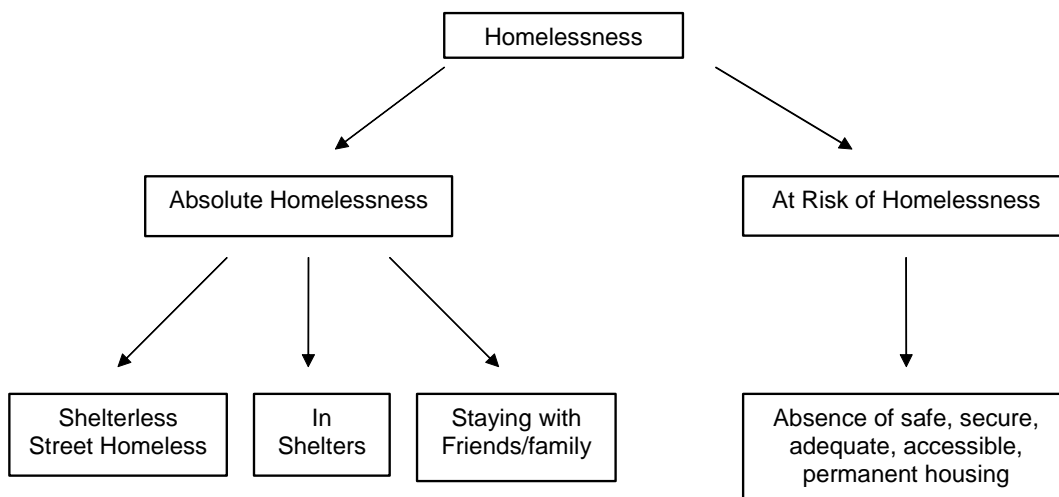 Homelessness
Absolute Homelessness
At Risk of Homelessness
Shelterless
Street Homeless
In
Shelters
Staying with
Friends/family
Absence of safe, secure,
adequate, accessible,
permanent housing